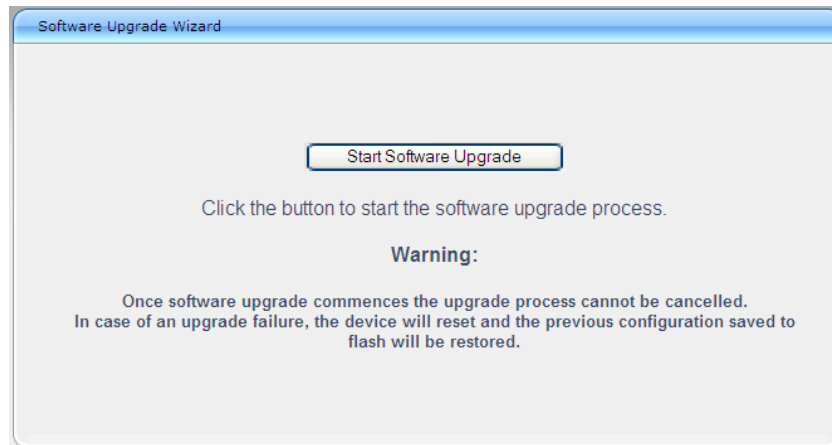 Software Upgrade Wizard
Start Software Upgrade
Click the button to start the software upgrade process.
Warning:
Once software upgrade commences the upgrade process cannot be cancelled.
In case of an upgrade failure, the device will reset and the previous configuration saved to
flash will be restored.